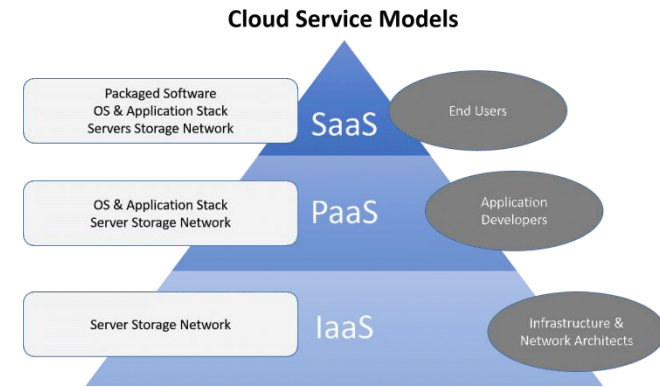 Cloud Service Models
Packaged Software
OS & Application Stack
Servers Storage Network
SaaS
End Users
OS & Application Stack
Server Storage Network
PaaS
Application
Developers
Server Storage Network
IaaS
Infrastructure &
Network Architects